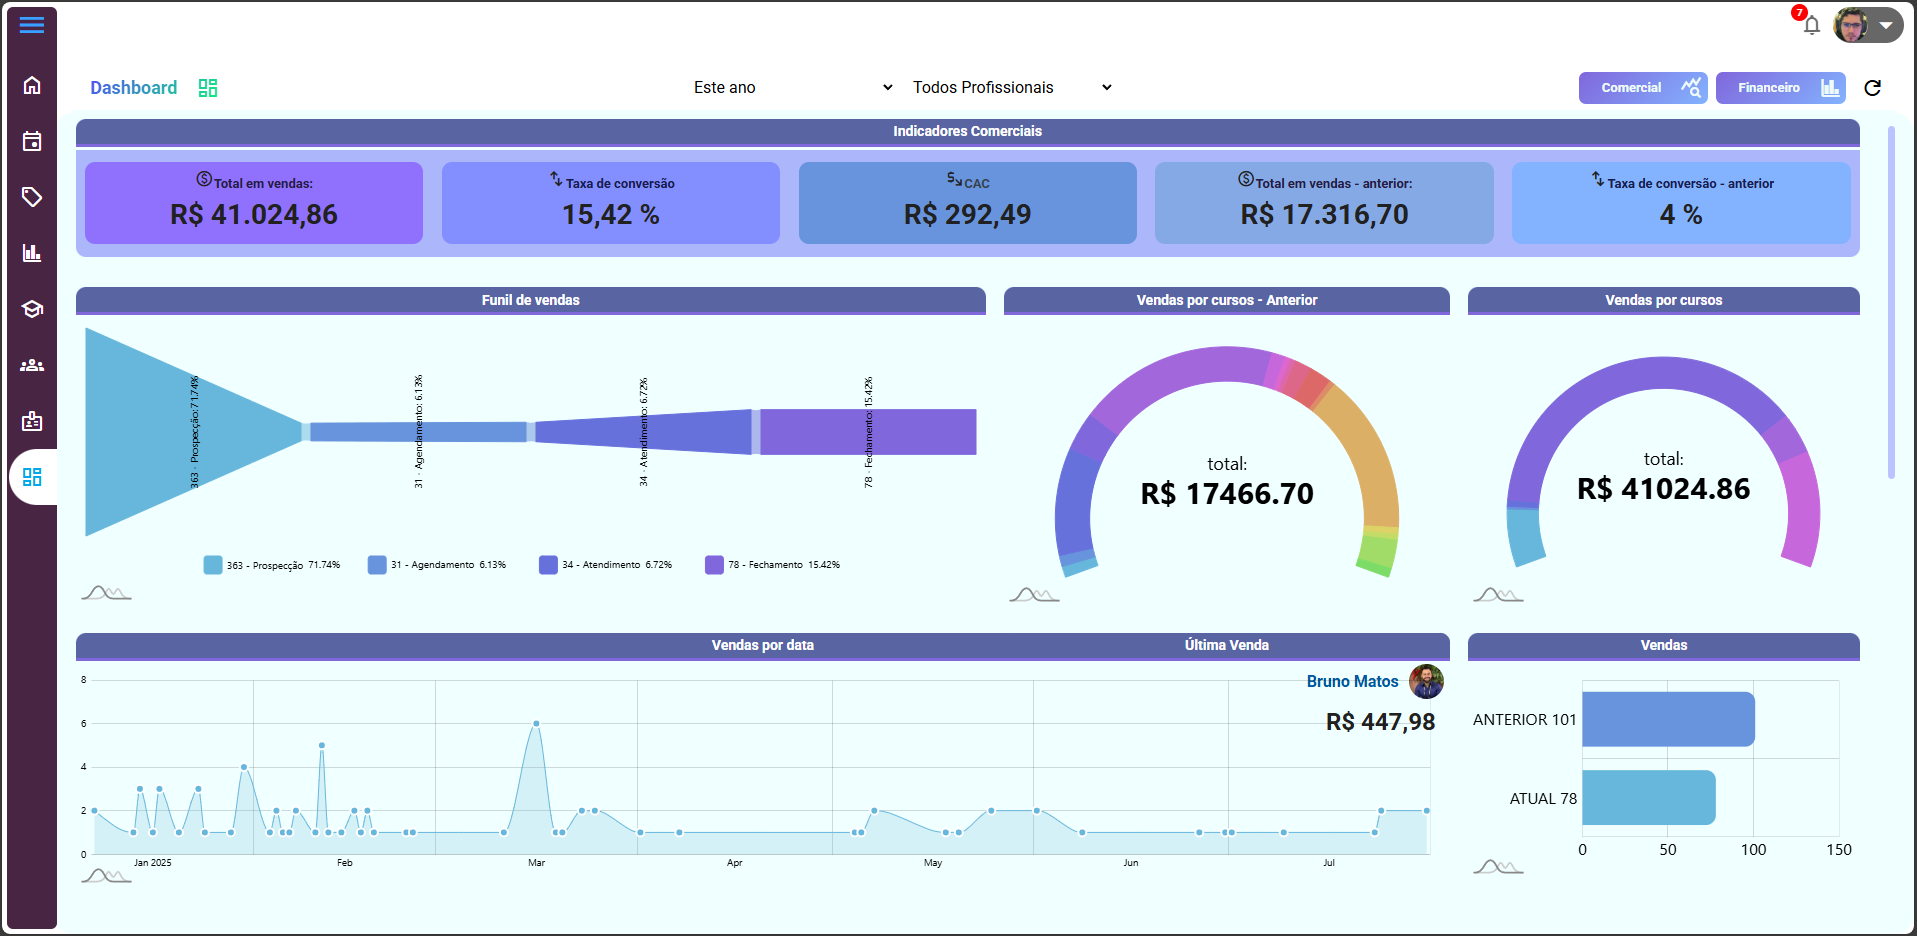 7
Dashboard
Este ano
Todos Profissionais
Comercial
Financeiro
Indicadores Comerciais
Total em vendas:
R$ 41.024,86
Taxa de conversão
15,42 %
CAC
R$ 292,49
Total em vendas - anterior:
R$ 17.316,70
Taxa de conversão - anterior
4 %
Funil de vendas
363 - Prospecção: 71.74%
31 - Agendamento: 6.13%
34 - Atendimento: 6.72%
78 - Fechamento: 15.42%
363 - Prospecção 71.74%
31 - Agendamento 6.13%
34 - Atendimento 6.72%
78 - Fechamento 15.42%
Vendas por cursos - Anterior
total:
R$ 17466.70
Vendas por cursos
total:
R$ 41024.86
Vendas por data
Última Venda
Bruno Matos
R$ 447,98
8
6
4
2
0
Jan 2025
Feb
Mar
Apr
May
Jun
Jul
Vendas
ANTERIOR 101
ATUAL 78
0
50
100
150